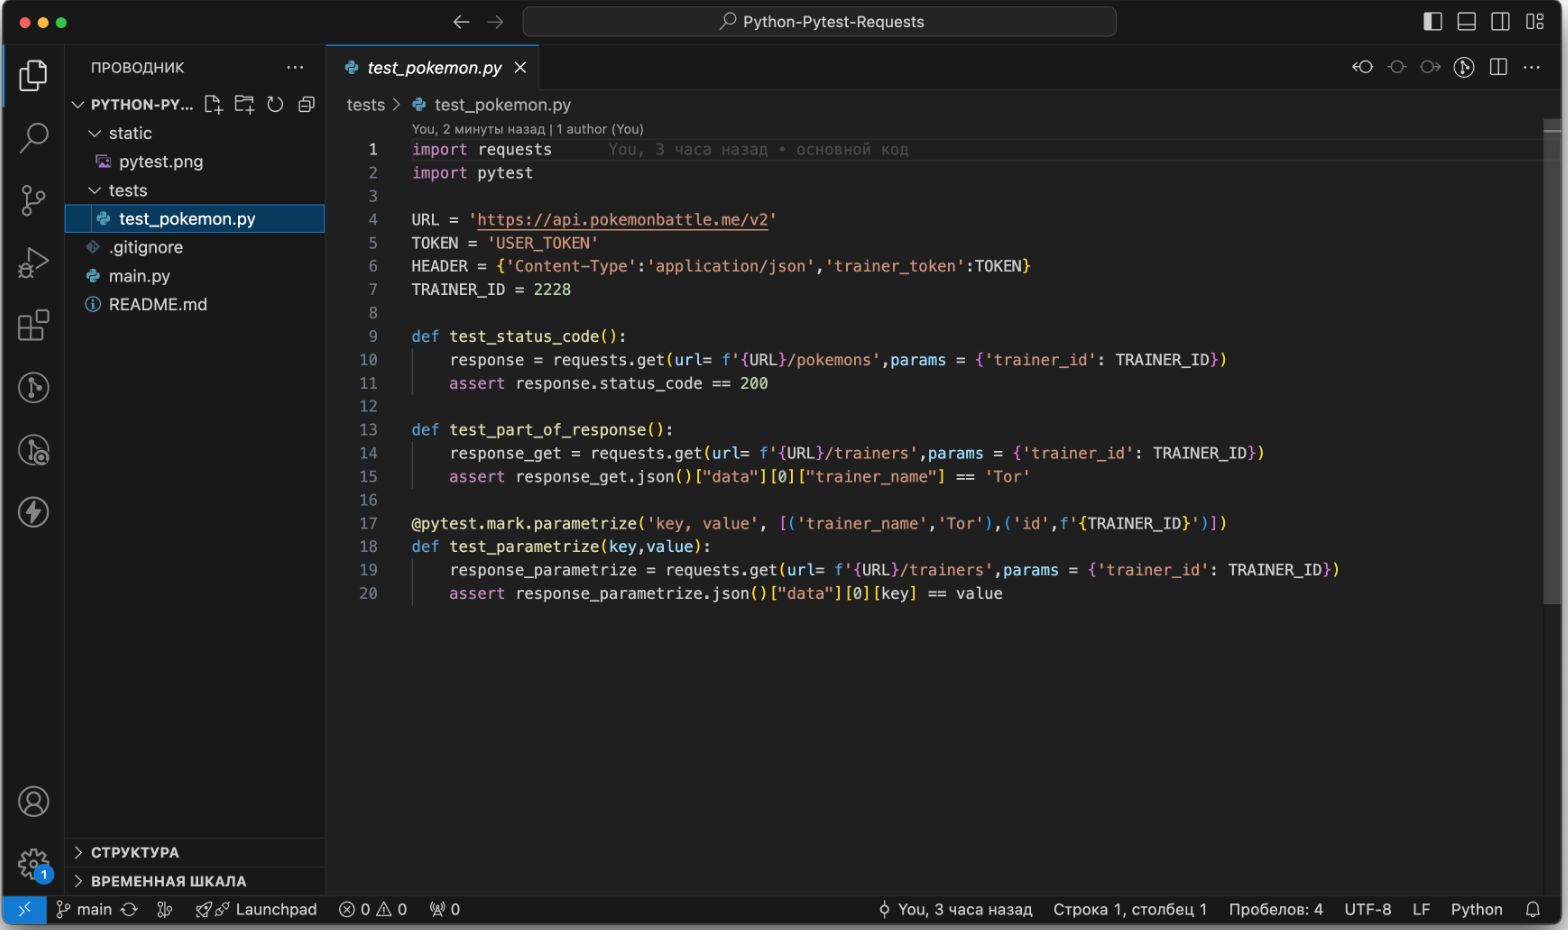 Python-Pytest-Requests
ПРОВОДНИК
PYTHON-PY...
static
pytest.png
tests
test_pokemon.py
.gitignore
main.py
README.md
СТРУКТУРА
ВРЕМЕННАЯ ШКАЛА
test_pokemon.py
tests > test_pokemon.py
You, 2 минуты назад | 1 author (You)
1 import requests You, 3 часа назад • основной код
2 import pytest
3
4 URL = 'https://api.pokemonbattle.me/v2'
5 TOKEN = 'USER_TOKEN'
6 HEADER = {'Content-Type':'application/json','trainer_token':TOKEN}
7 TRAINER_ID = 2228
8
9 def test_status_code():
10 response = requests.get(url= f'{URL}/pokemons',params = {'trainer_id': TRAINER_ID})
11 assert response.status_code == 200
12
13 def test_part_of_response():
14 response_get = requests.get(url= f'{URL}/trainers',params = {'trainer_id': TRAINER_ID})
15 assert response_get.json()["data"][0]["trainer_name"] == 'Tor'
16
17 @pytest.mark.parametrize('key, value', [('trainer_name','Tor'),('id',f'{TRAINER_ID}')])
18 def test_parametrize(key,value):
19 response_parametrize = requests.get(url= f'{URL}/trainers',params = {'trainer_id': TRAINER_ID})
20 assert response_parametrize.json()["data"][0][key] == value
1
main Launchpad 0 0 0 You, 3 часа назад Строка 1, столбец 1 Пробелов: 4 UTF-8 LF Python